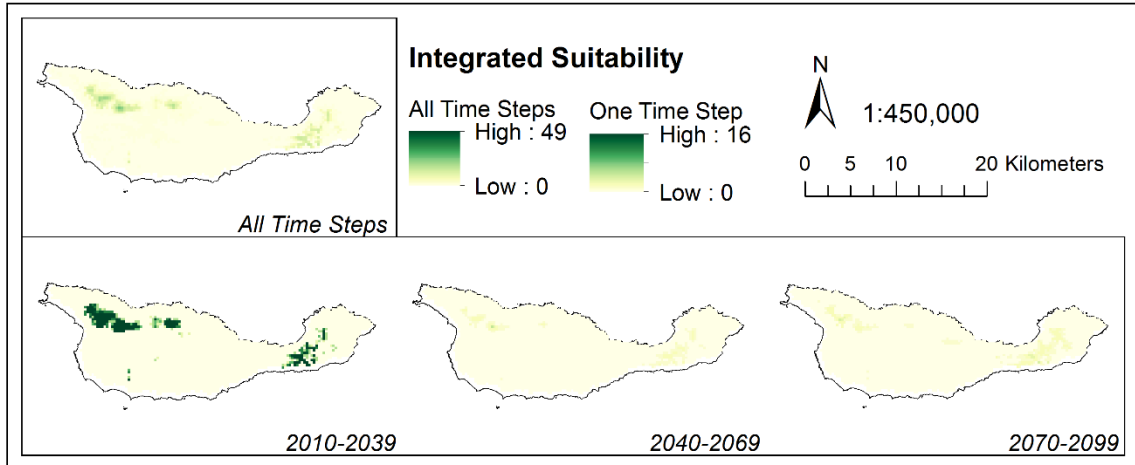 Integrated Suitability
All Time Steps
High : 49
Low : 0
One Time Step
High : 16
Low : 0
N
1:450,000
0 5 10 20 Kilometers
All Time Steps
2010-2039
2040-2069
2070-2099